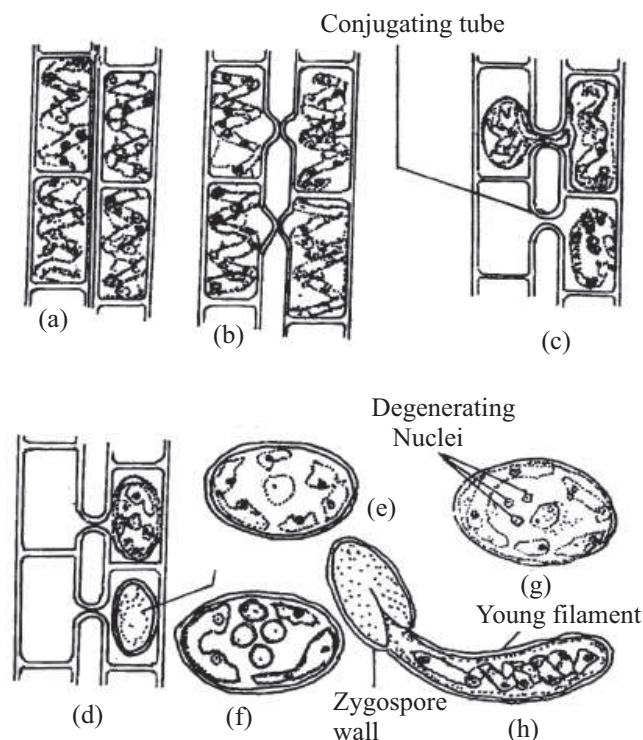 Conjugating tube
(a)
(b)
(c)
Degenerating
Nuclei
(e)
(g)
Young filament
(d)
(f)
Zygospore
wall
(h)